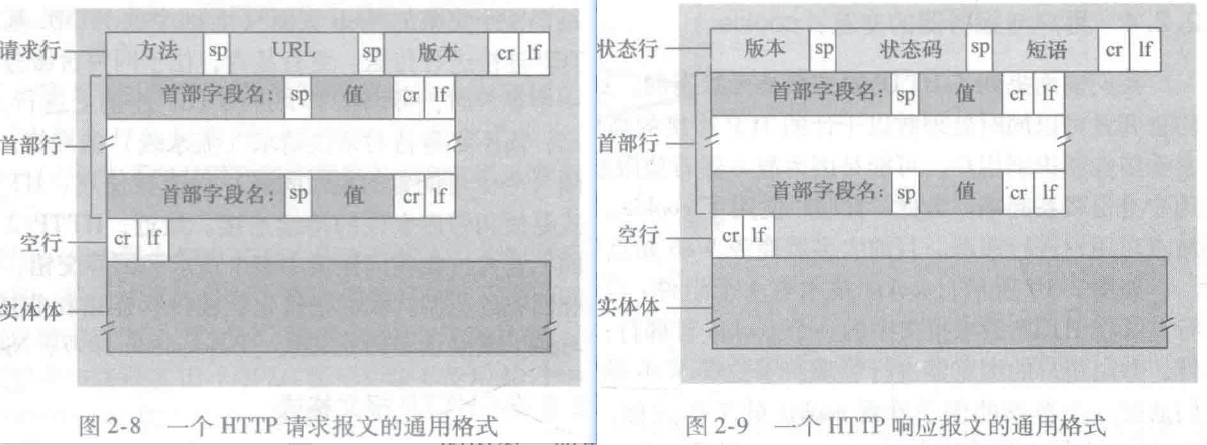 请求行 方法 sp URL sp 版本 cr lf
首部字段名: sp 值 cr lf
首部行
首部字段名: sp 值 cr lf
空行 cr lf
实体体
图 2-8 一个 HTTP 请求报文的通用格式
状态行 版本 sp 状态码 sp 短语 cr lf
首部字段名: sp 值 cr lf
首部行
首部字段名: sp 值 cr lf
空行 cr lf
实体体
图 2-9 一个 HTTP 响应报文的通用格式